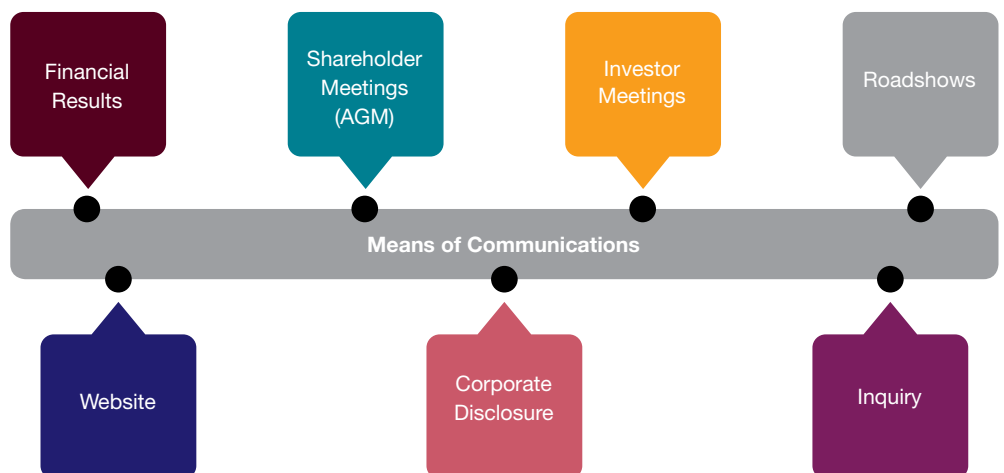 Financial
Results
Shareholder
Meetings
(AGM)
Investor
Meetings
Roadshows
Means of Communications
Website
Corporate
Disclosure
Inquiry